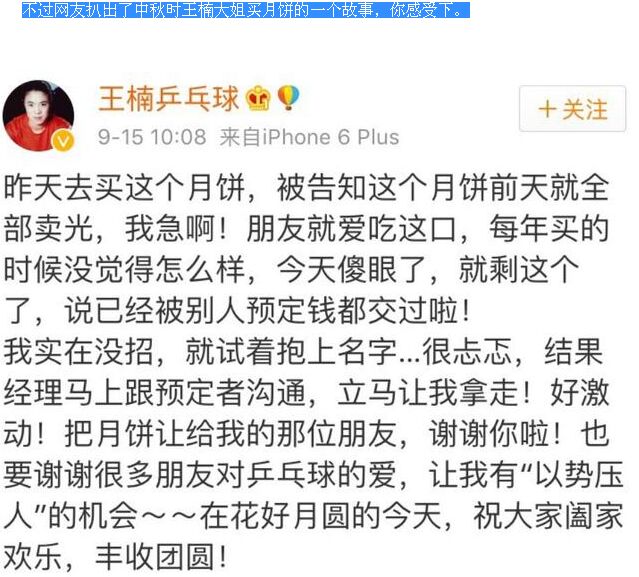 不过网友扒出了中秋时王楠大姐买月饼的一个故事，你感受下。
王楠乒乓球
+关注
9-15 10:08 来自iPhone 6 Plus
昨天去买这个月饼，被告知这个月饼前天就全
部卖光，我急啊！朋友就爱吃这口，每年买的
时候没觉得怎么样，今天傻眼了，就剩这个
了，说已经被别人预定钱都交过啦！
我实在没招，就试着抱上名字...很忐忑，结果
经理马上跟预定者沟通，立马让我拿走！好激
动！把月饼让给我的那位朋友，谢谢你啦！也
要谢谢很多朋友对乒乓球的爱，让我有“以势压
人”的机会～～在花好月圆的今天，祝大家阖家
欢乐，丰收团圆！